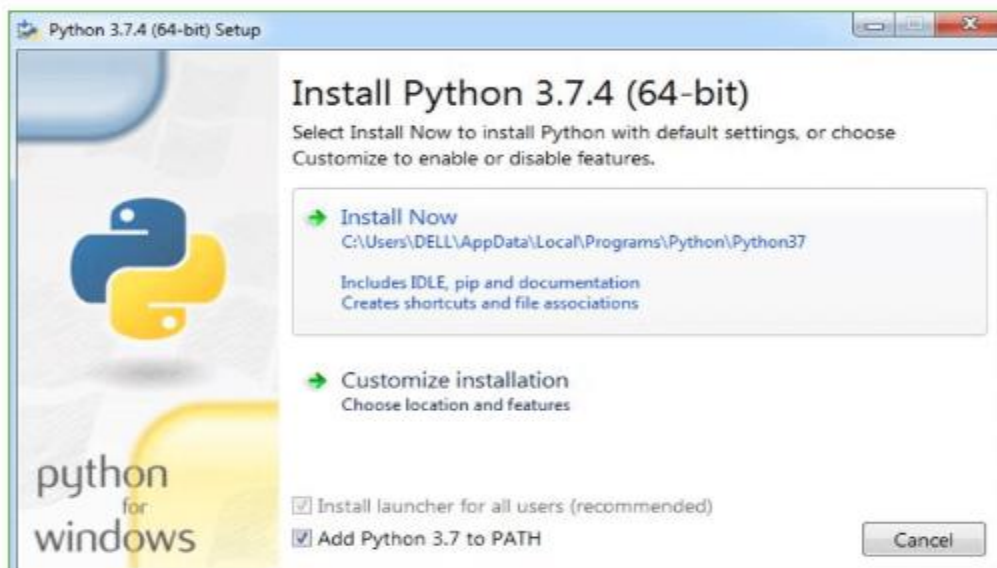 Python 3.7.4 (64-bit) Setup
Install Python 3.7.4 (64-bit)
Select Install Now to install Python with default settings, or choose
Customize to enable or disable features.
Install Now
C:\Users\DELL\AppData\Local\Programs\Python\Python37
Includes IDLE, pip and documentation
Creates shortcuts and file associations
Customize installation
Choose location and features
python
for
windows
Install launcher for all users (recommended)
Add Python 3.7 to PATH
Cancel